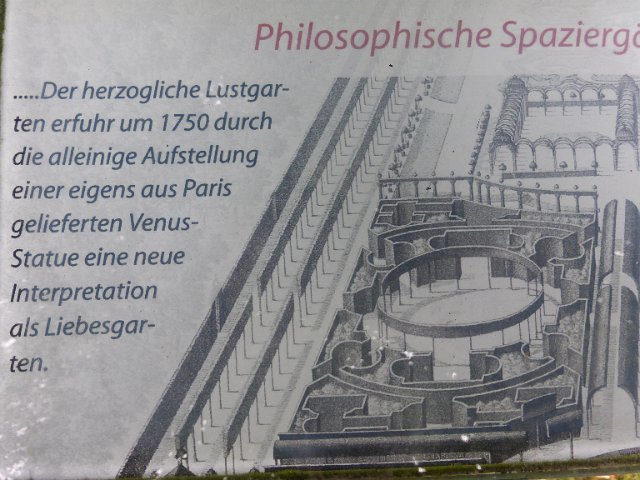 Philosophische
.....Der herzogliche Lustgar-
ten erfuhr um 1750 durch
die alleinige Aufstellung
einer eigens aus Paris
gelieferten Venus-
Statue eine neue
Interpretation
als Liebesgar-
ten.